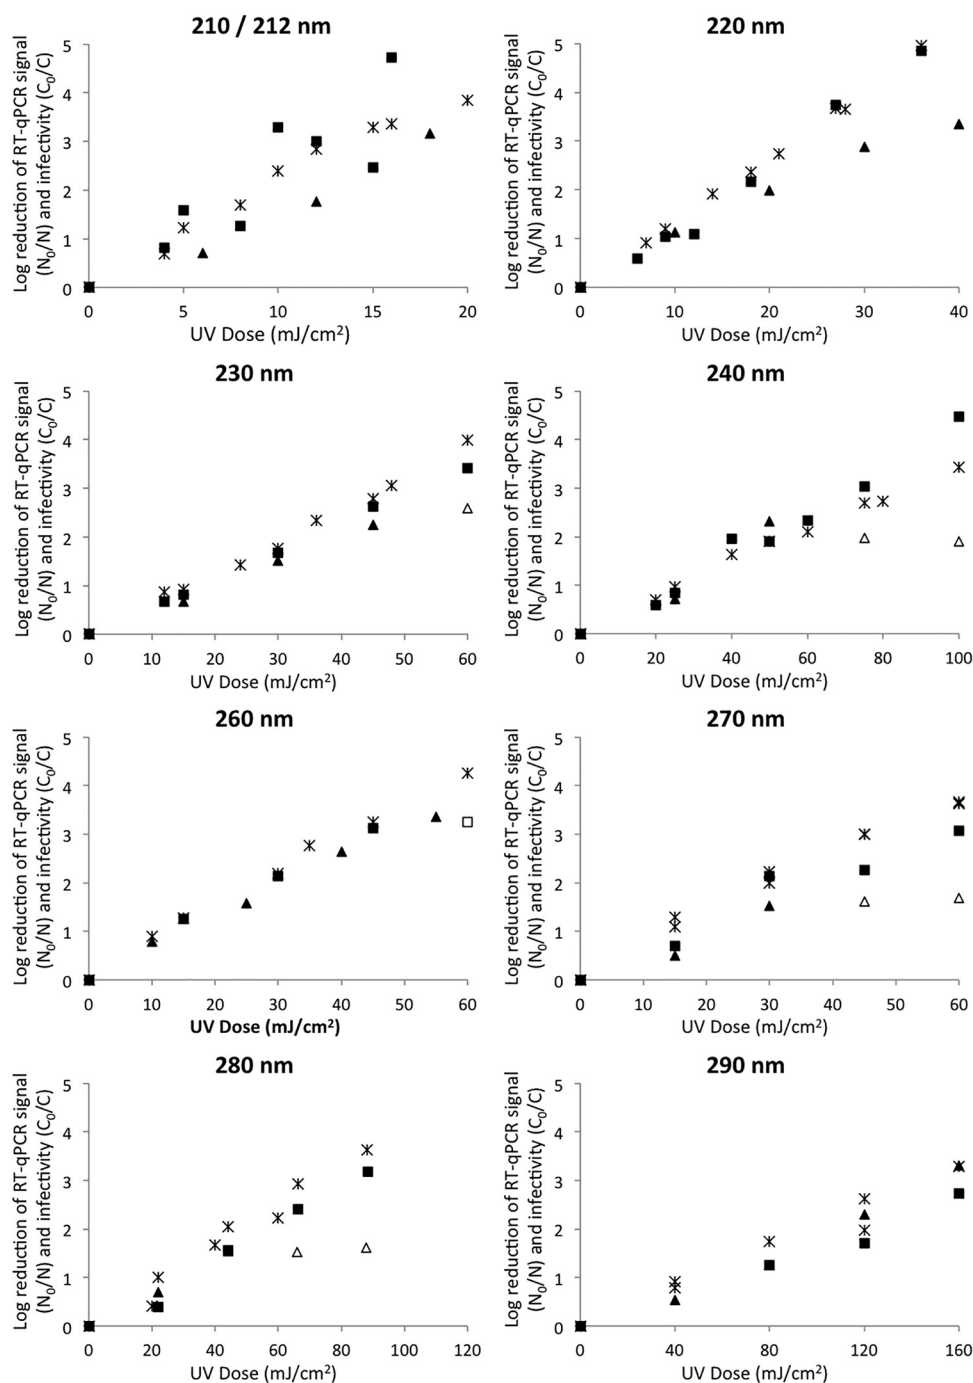 210 / 212 nm
Log reduction of RT-qPCR signal
(N₀/N) and infectivity (C₀/C)
5
4
3
2
1
0
0 5 10 15 20
UV Dose (mJ/cm²)
220 nm
Log reduction of RT-qPCR signal
(N₀/N) and infectivity (C₀/C)
5
4
3
2
1
0
0 10 20 30 40
UV Dose (mJ/cm²)
230 nm
Log reduction of RT-qPCR signal
(N₀/N) and infectivity (C₀/C)
5
4
3
2
1
0
0 10 20 30 40 50 60
UV Dose (mJ/cm²)
240 nm
Log reduction of RT-qPCR signal
(N₀/N) and infectivity (C₀/C)
5
4
3
2
1
0
0 20 40 60 80 100
UV Dose (mJ/cm²)
260 nm
Log reduction of RT-qPCR signal
(N₀/N) and infectivity (C₀/C)
5
4
3
2
1
0
0 10 20 30 40 50 60
UV Dose (mJ/cm²)
270 nm
Log reduction of RT-qPCR signal
(N₀/N) and infectivity (C₀/C)
5
4
3
2
1
0
0 10 20 30 40 50 60
UV Dose (mJ/cm²)
280 nm
Log reduction of RT-qPCR signal
(N₀/N) and infectivity (C₀/C)
5
4
3
2
1
0
0 20 40 60 80 100 120
UV Dose (mJ/cm²)
290 nm
Log reduction of RT-qPCR signal
(N₀/N) and infectivity (C₀/C)
5
4
3
2
1
0
0 40 80 120 160
UV Dose (mJ/cm²)